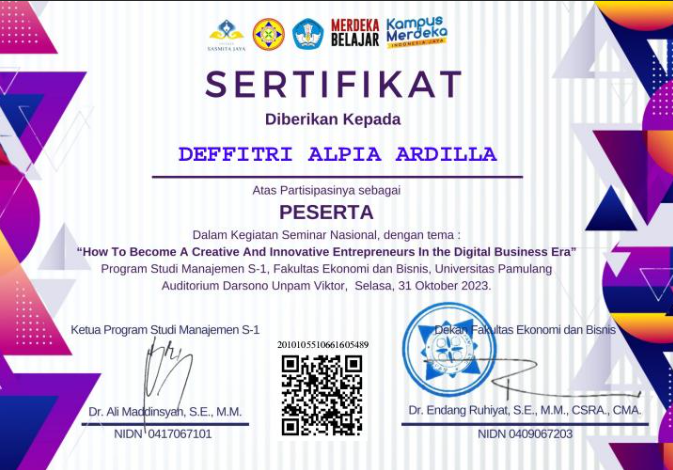 SASMITA JAYA
MERDEKA
BELAJAR
Kampus
Merdeka
INDONESIA JAYA
SERTIFIKAT
Diberikan Kepada
DEFFITRI ALPIA ARDILLA
Atas Partisipasinya sebagai
PESERTA
Dalam Kegiatan Seminar Nasional, dengan tema :
“How To Become A Creative And Innovative Entrepreneurs In the Digital Business Era”
Program Studi Manajemen S-1, Fakultas Ekonomi dan Bisnis, Universitas Pamulang
Auditorium Darsono Unpam Viktor, Selasa, 31 Oktober 2023.
Ketua Program Studi Manajemen S-1
Dekan Fakultas Ekonomi dan Bisnis
2010105510661605489
Dr. Ali Maddinsyah, S.E., M.M.
NIDN 0417067101
Dr. Endang Ruhiyat, S.E., M.M., CSRA., CMA.
NIDN 0409067203